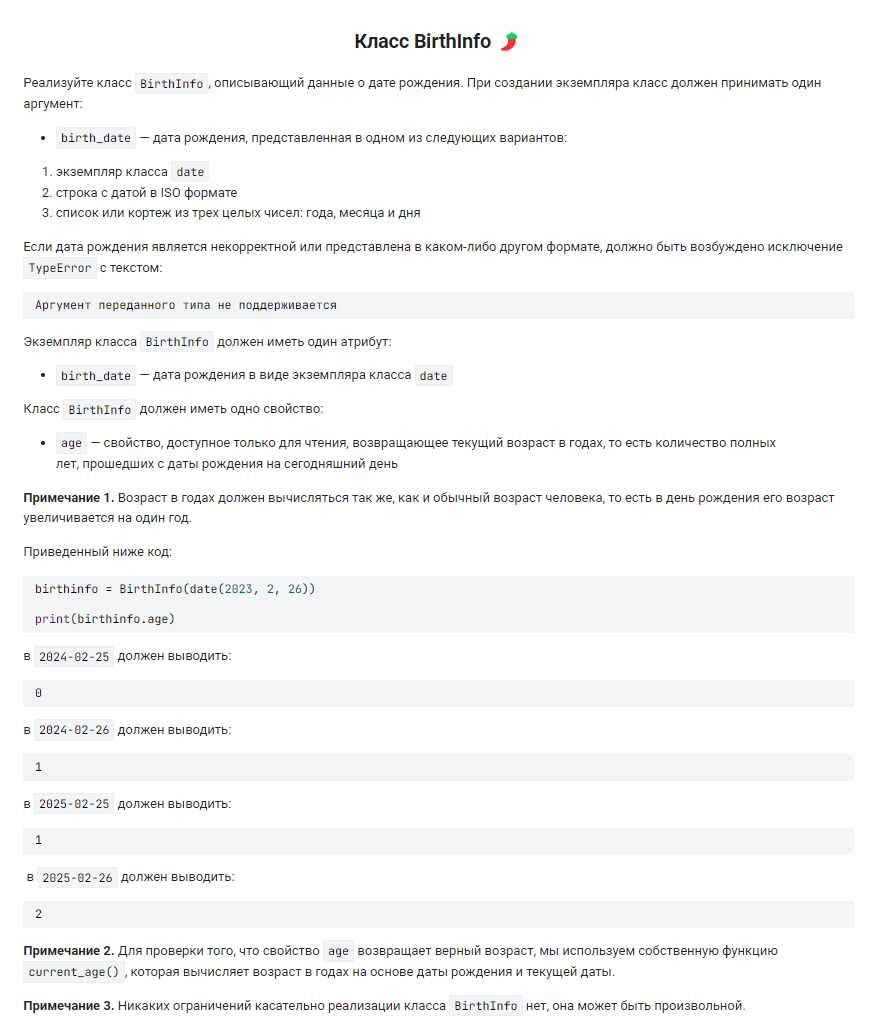 Класс BirthInfo 🌶️
Реализуйте класс BirthInfo, описывающий данные о дате рождения. При создании экземпляра класс должен принимать один
аргумент:
• birth_date — дата рождения, представленная в одном из следующих вариантов:
1. экземпляр класса date
2. строка с датой в ISO формате
3. список или кортеж из трех целых чисел: года, месяца и дня
Если дата рождения является некорректной или представлена в каком-либо другом формате, должно быть возбуждено исключение
TypeError с текстом:
Аргумент переданного типа не поддерживается
Экземпляр класса BirthInfo должен иметь один атрибут:
• birth_date — дата рождения в виде экземпляра класса date
Класс BirthInfo должен иметь одно свойство:
• age — свойство, доступное только для чтения, возвращающее текущий возраст в годах, то есть количество полных
лет, прошедших с даты рождения на сегодняшний день
Примечание 1. Возраст в годах должен вычисляться так же, как и обычный возраст человека, то есть в день рождения его возраст
увеличивается на один год.
Приведенный ниже код:
birthinfo = BirthInfo(date(2023, 2, 26))
print(birthinfo.age)
в 2024-02-25 должен выводить:
0
в 2024-02-26 должен выводить:
1
в 2025-02-25 должен выводить:
1
в 2025-02-26 должен выводить:
2
Примечание 2. Для проверки того, что свойство age возвращает верный возраст, мы используем собственную функцию
current_age(), которая вычисляет возраст в годах на основе даты рождения и текущей даты.
Примечание 3. Никаких ограничений касательно реализации класса BirthInfo нет, она может быть произвольной.